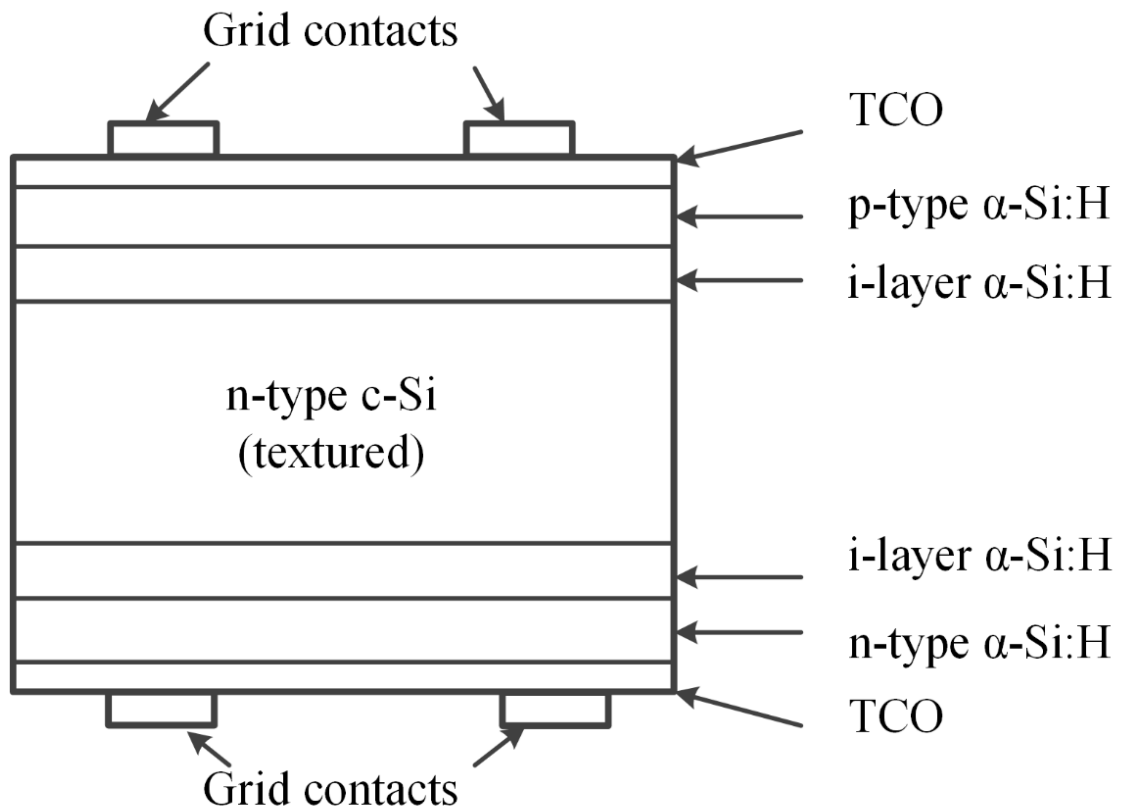 Grid contacts
TCO
p-type α-Si:H
i-layer α-Si:H
n-type c-Si
(textured)
i-layer α-Si:H
n-type α-Si:H
TCO
Grid contacts